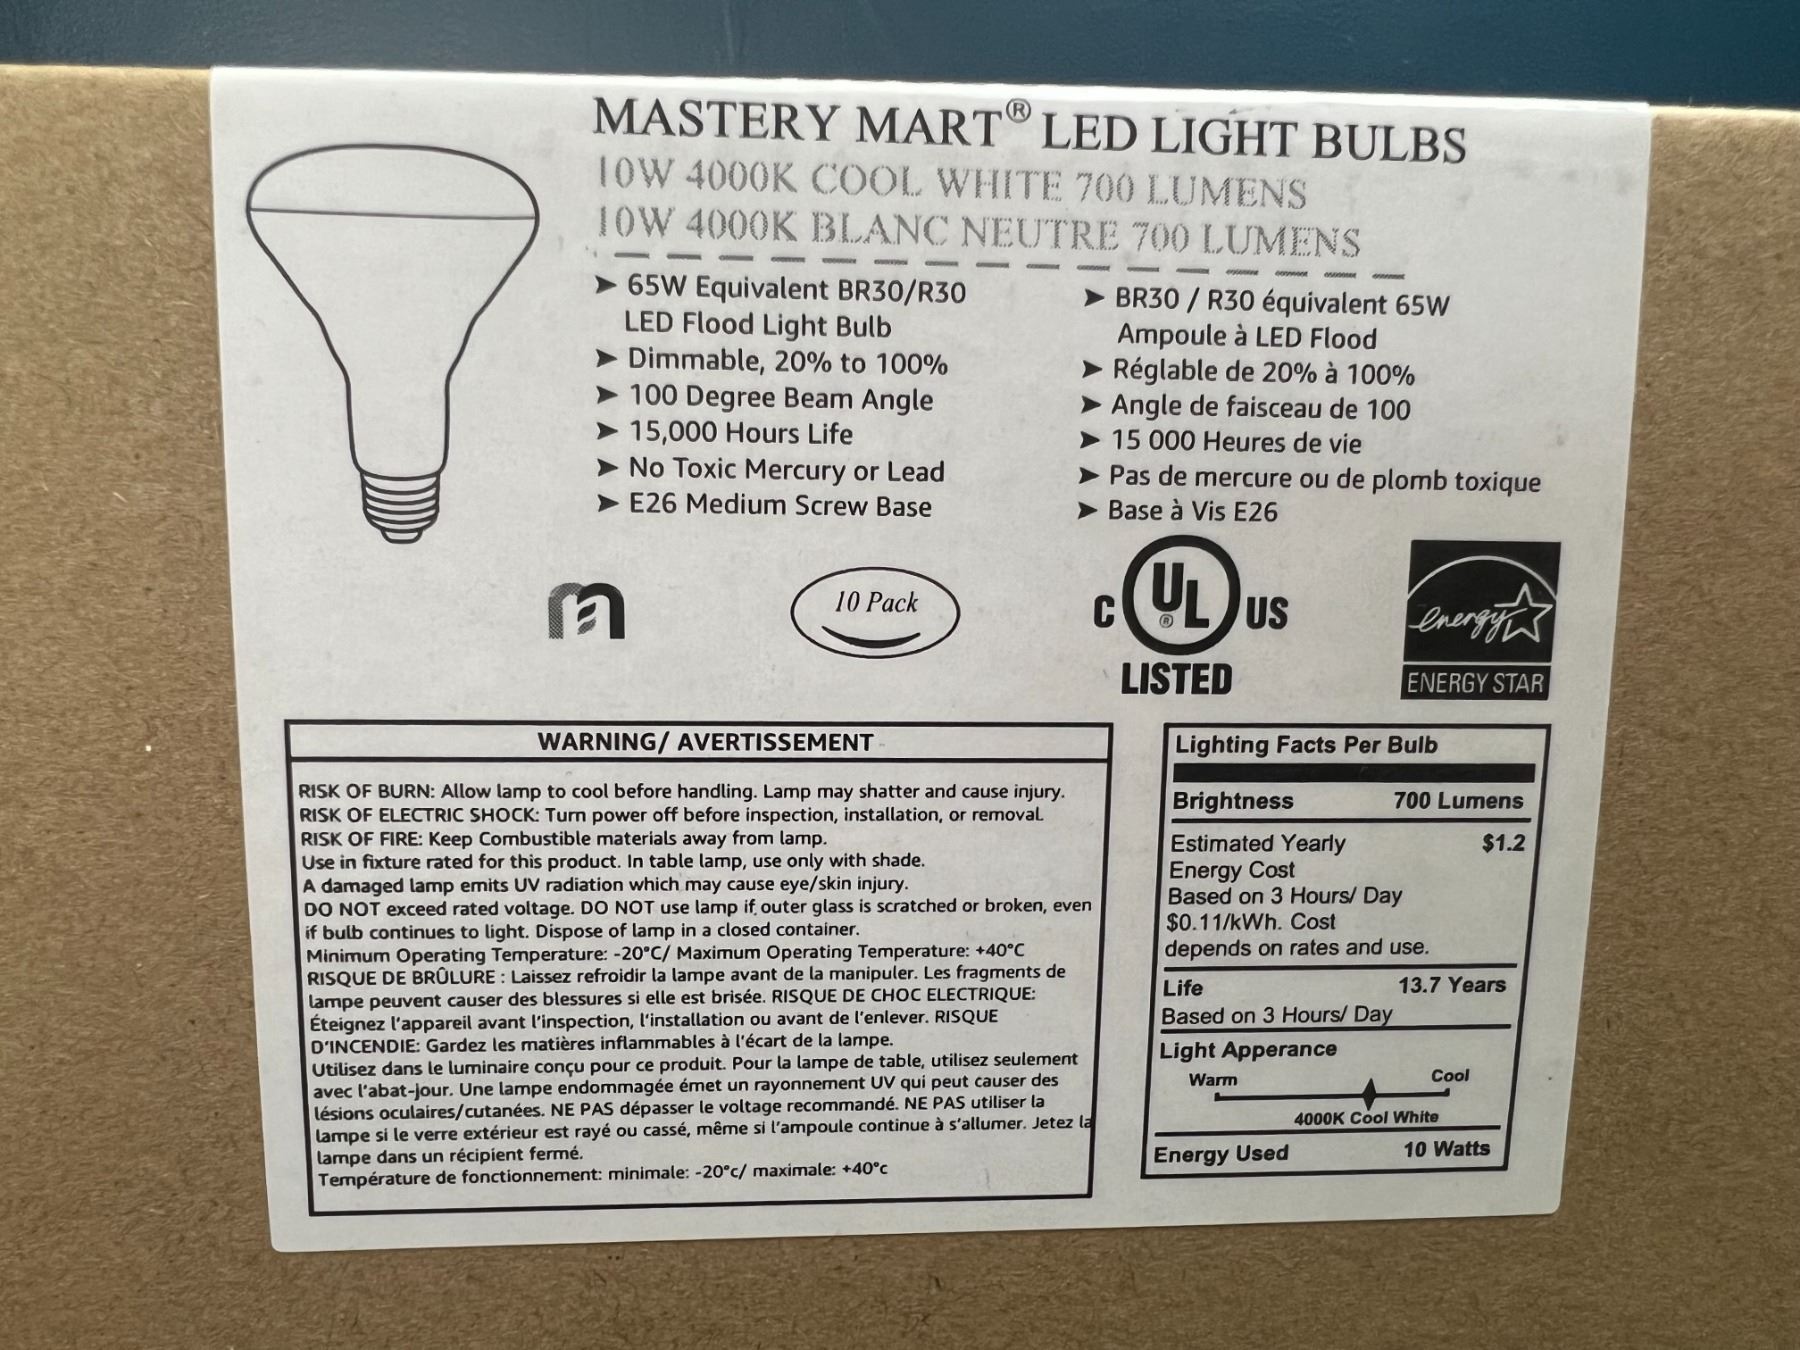 MASTERY MART® LED LIGHT BULBS
10W 4000K COOL WHITE 700 LUMENS
10W 4000K BLANC NEUTRE 700 LUMENS
➤ 65W Equivalent BR30/R30
LED Flood Light Bulb
➤ Dimmable, 20% to 100%
➤ 100 Degree Beam Angle
➤ 15,000 Hours Life
➤ No Toxic Mercury or Lead
➤ E26 Medium Screw Base
➤ BR30 / R30 équivalent 65W
Ampoule à LED Flood
➤ Réglable de 20% à 100%
➤ Angle de faisceau de 100
➤ 15 000 Heures de vie
➤ Pas de mercure ou de plomb toxique
➤ Base à Vis E26
m
10 Pack
C UL® US
LISTED
energy
ENERGY STAR
WARNING/ AVERTISSEMENT
RISK OF BURN: Allow lamp to cool before handling. Lamp may shatter and cause injury.
RISK OF ELECTRIC SHOCK: Turn power off before inspection, installation, or removal.
RISK OF FIRE: Keep Combustible materials away from lamp.
Use in fixture rated for this product. In table lamp, use only with shade.
A damaged lamp emits UV radiation which may cause eye/skin injury.
DO NOT exceed rated voltage. DO NOT use lamp if outer glass is scratched or broken, even
if bulb continues to light. Dispose of lamp in a closed container.
Minimum Operating Temperature: -20°C/ Maximum Operating Temperature: +40°C
RISQUE DE BRÛLURE : Laissez refroidir la lampe avant de la manipuler. Les fragments de
lampe peuvent causer des blessures si elle est brisée. RISQUE DE CHOC ELECTRIQUE:
Éteignez l'appareil avant l'inspection, l'installation ou avant de l'enlever. RISQUE
D'INCENDIE: Gardez les matières inflammables à l'écart de la lampe.
Utilisez dans le luminaire conçu pour ce produit. Pour la lampe de table, utilisez seulement
avec l'abat-jour. Une lampe endommagée émet un rayonnement UV qui peut causer des
lésions oculaires/cutanées. NE PAS dépasser le voltage recommandé. NE PAS utiliser la
lampe si le verre extérieur est rayé ou cassé, même si l'ampoule continue à s'allumer. Jetez la
lampe dans un récipient fermé.
Température de fonctionnement: minimale: -20°c/ maximale: +40°c
Lighting Facts Per Bulb
Brightness 700 Lumens
Estimated Yearly $1.2
Energy Cost
Based on 3 Hours/ Day
$0.11/kWh. Cost
depends on rates and use.
Life 13.7 Years
Based on 3 Hours/ Day
Light Apperance
Warm Cool
4000K Cool White
Energy Used 10 Watts